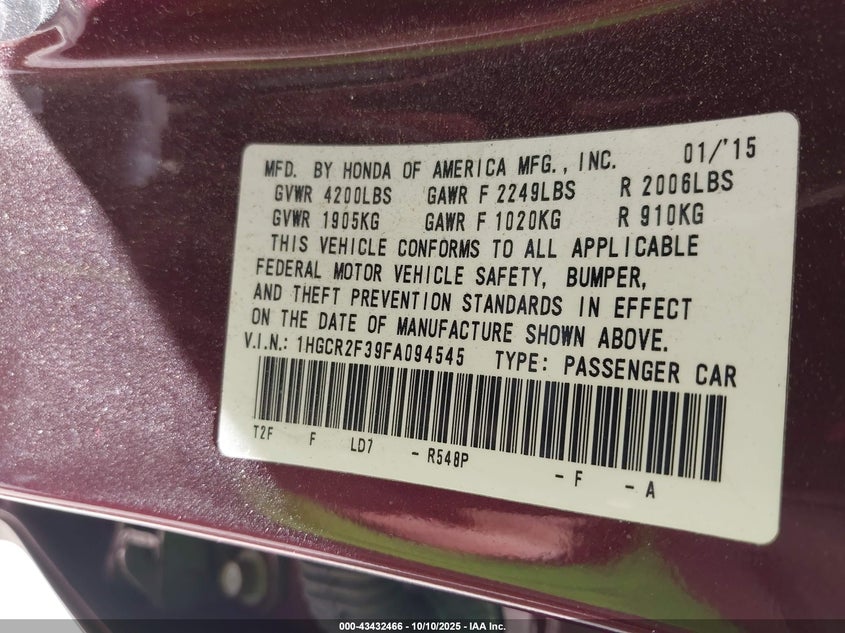 MFD. BY HONDA OF AMERICA MFG., INC. 01/'15
GVWR 4200LBS GAWR F 2249LBS R 2006LBS
GVWR 1905KG GAWR F 1020KG R 910KG
THIS VEHICLE CONFORMS TO ALL APPLICABLE
FEDERAL MOTOR VEHICLE SAFETY, BUMPER,
AND THEFT PREVENTION STANDARDS IN EFFECT
ON THE DATE OF MANUFACTURE SHOWN ABOVE.
V.I.N.: 1HGCR2F39FA094545 TYPE: PASSENGER CAR
T2F F LD7 - R548P - F - A
000-43432466 - 10/10/2025 - IAA Inc.